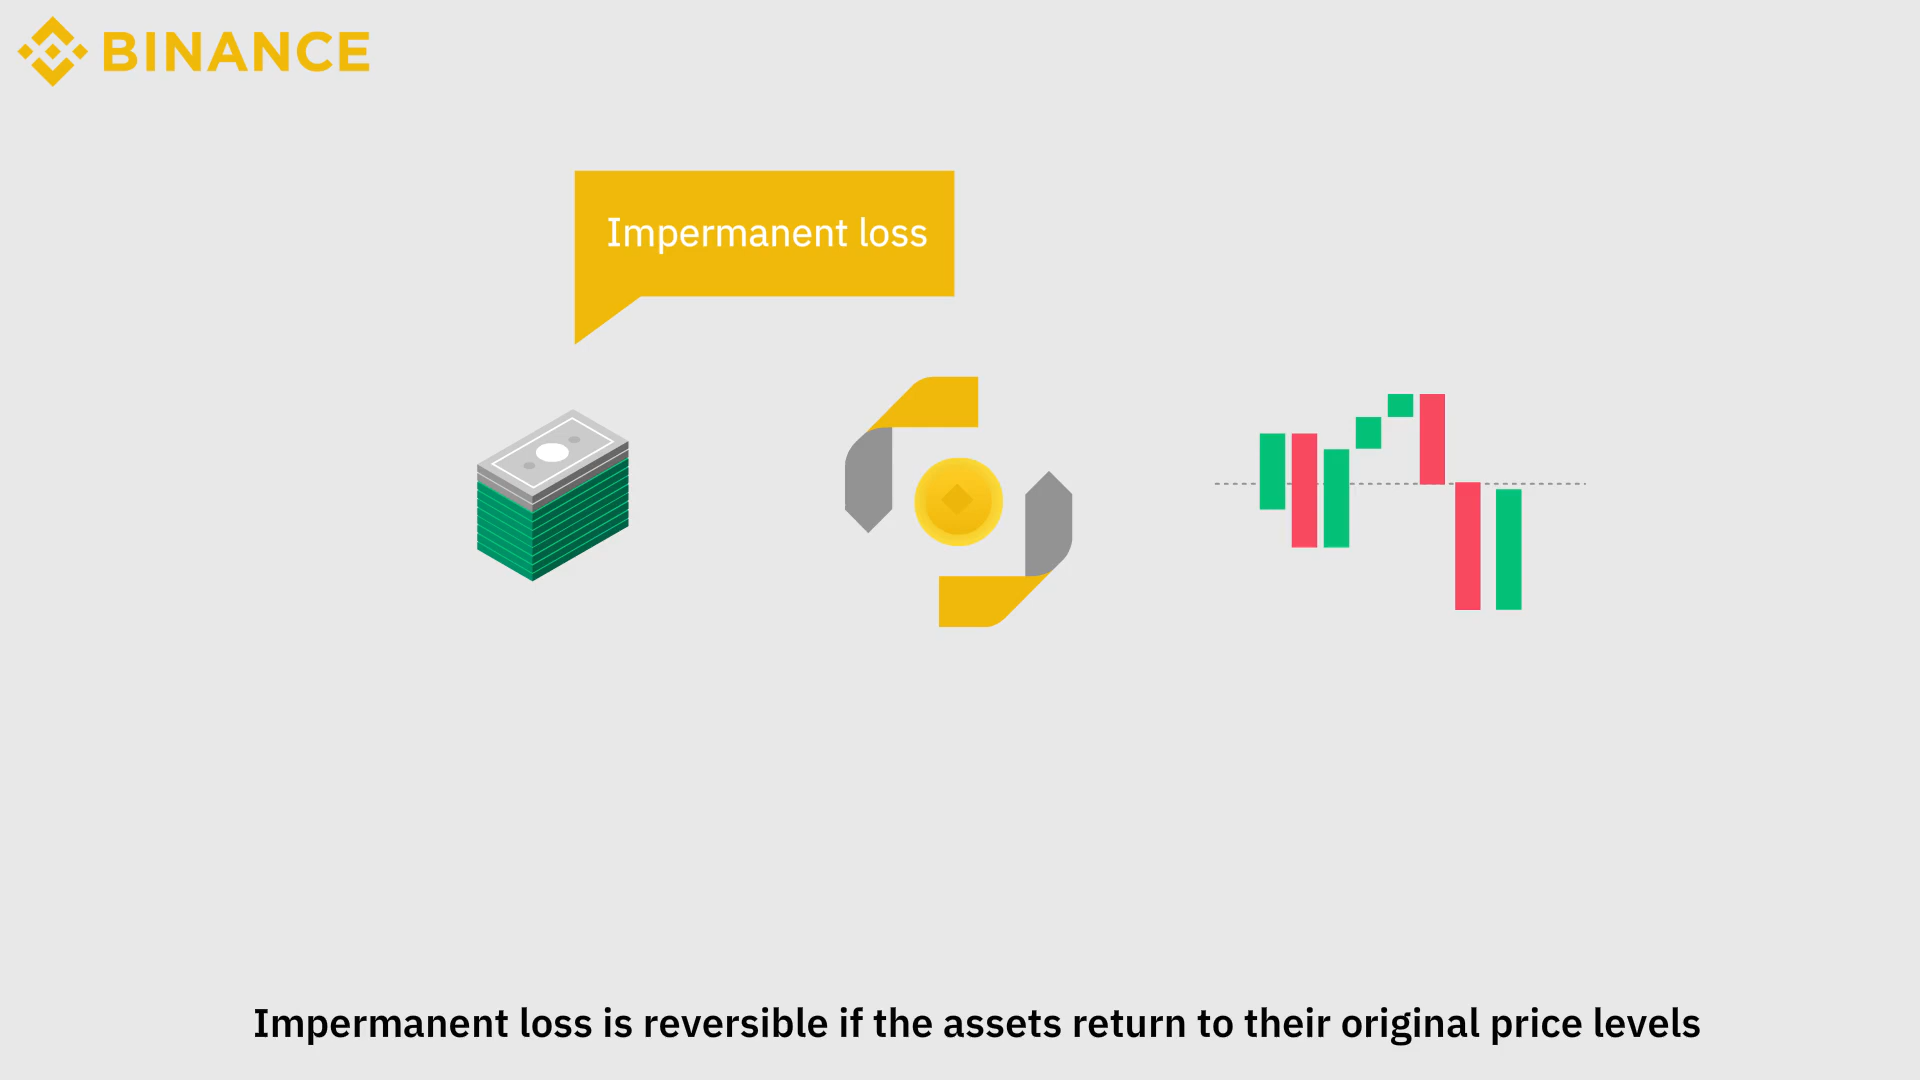 BINANCE
Impermanent loss
Impermanent loss is reversible if the assets return to their original price levels